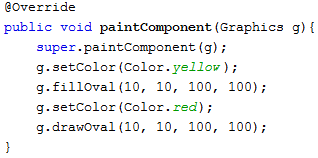 @Override
public void paintComponent(Graphics g){
    super.paintComponent(g);
    g.setColor(Color.yellow);
    g.fillOval(10, 10, 100, 100);
    g.setColor(Color.red);
    g.drawOval(10, 10, 100, 100);
}